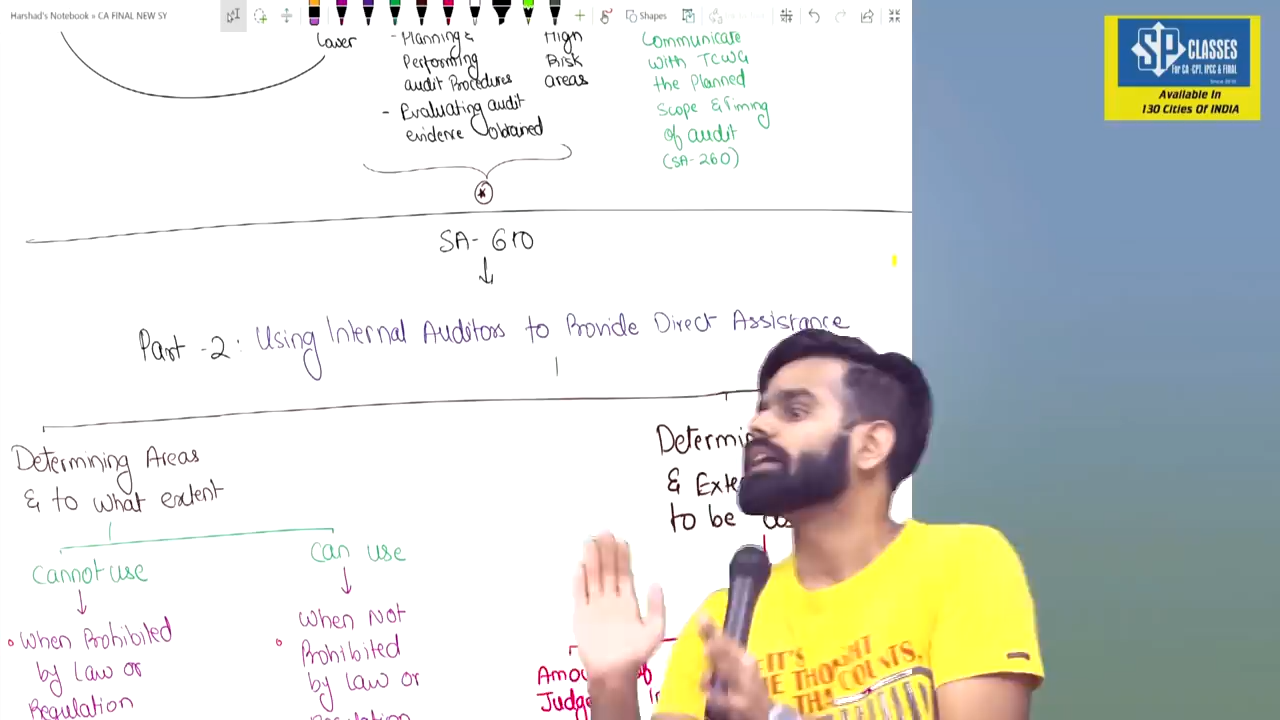 Harshad's Notebook » CA FINAL NEW SY
Shapes
Laver
- Planning &
Performing
audit Procedures
- Evaluating audit
evidence obtained
High
Risk
areas
Communicate
with TCWG
the Planned
Scope & Timing
of audit
(SA-260)
SA- 610
Part -2: Using Internal Auditors to Provide Direct Assistance
Determining Areas
& to what extent
Cannot use
• When Prohibited
by Law or
Regulation
Can use
• When Not
Prohibited
by Law or
& 
to be
SP CLASSES
For CA -CPT, IPCC & FINAL
Available In
130 Cities Of INDIA
IT'S
THOUGHT
COUNTS.